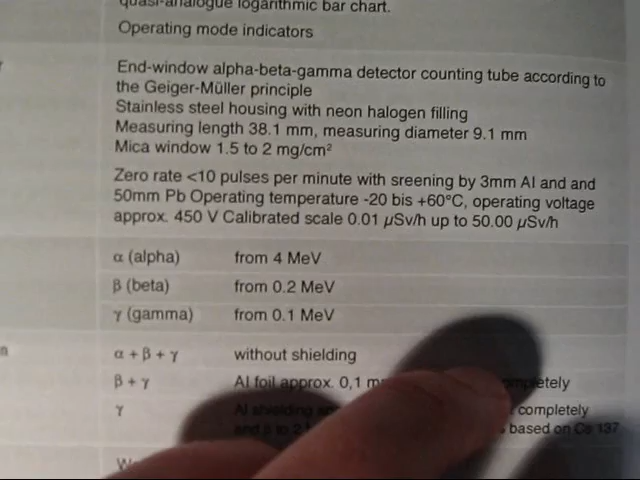 quasi-analogue logarithmic bar chart.
Operating mode indicators
End-window alpha-beta-gamma detector counting tube according to
the Geiger-Müller principle
Stainless steel housing with neon halogen filling
Measuring length 38.1 mm, measuring diameter 9.1 mm
Mica window 1.5 to 2 mg/cm²
Zero rate <10 pulses per minute with sreening by 3mm Al and and
50mm Pb Operating temperature -20 bis +60°C, operating voltage
approx. 450 V Calibrated scale 0.01 µSv/h up to 50.00 µSv/h
α (alpha) from 4 MeV
β (beta) from 0.2 MeV
γ (gamma) from 0.1 MeV
α + β + γ without shielding
β + γ Al foil approx. 0,1 completely
γ Al shielding completely
and β to based on Cs 137